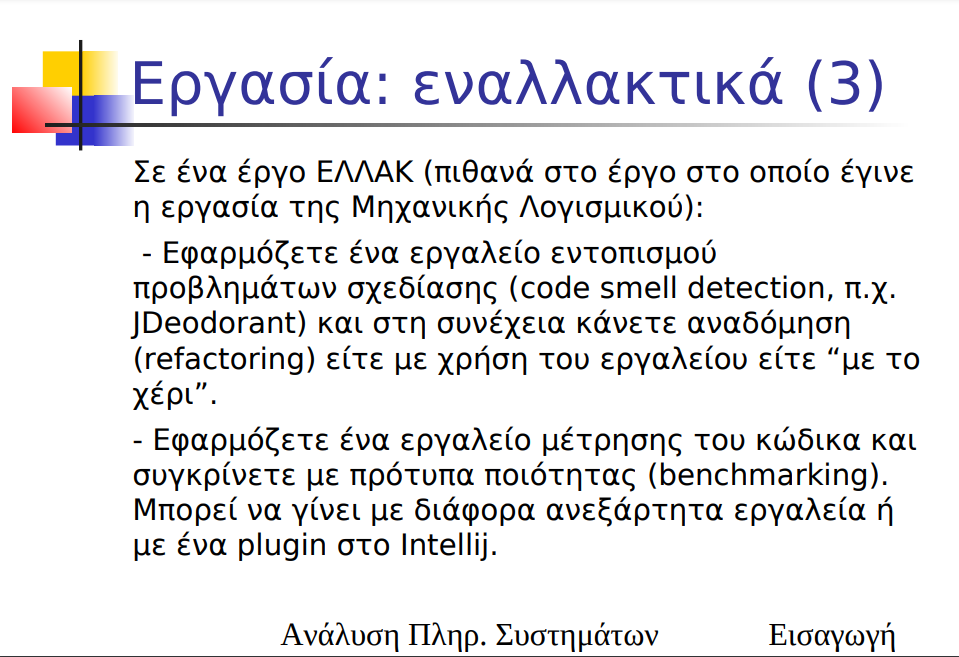 Εργασία: εναλλακτικά (3)
Σε ένα έργο ΕΛΛΑΚ (πιθανά στο έργο στο οποίο έγινε
η εργασία της Μηχανικής Λογισμικού):
- Εφαρμόζετε ένα εργαλείο εντοπισμού
προβλημάτων σχεδίασης (code smell detection, π.χ.
JDeodorant) και στη συνέχεια κάνετε αναδόμηση
(refactoring) είτε με χρήση του εργαλείου είτε “με το
χέρι”.
- Εφαρμόζετε ένα εργαλείο μέτρησης του κώδικα και
συγκρίνετε με πρότυπα ποιότητας (benchmarking).
Μπορεί να γίνει με διάφορα ανεξάρτητα εργαλεία ή
με ένα plugin στο Intellij.
Ανάλυση Πληρ. Συστημάτων Εισαγωγή